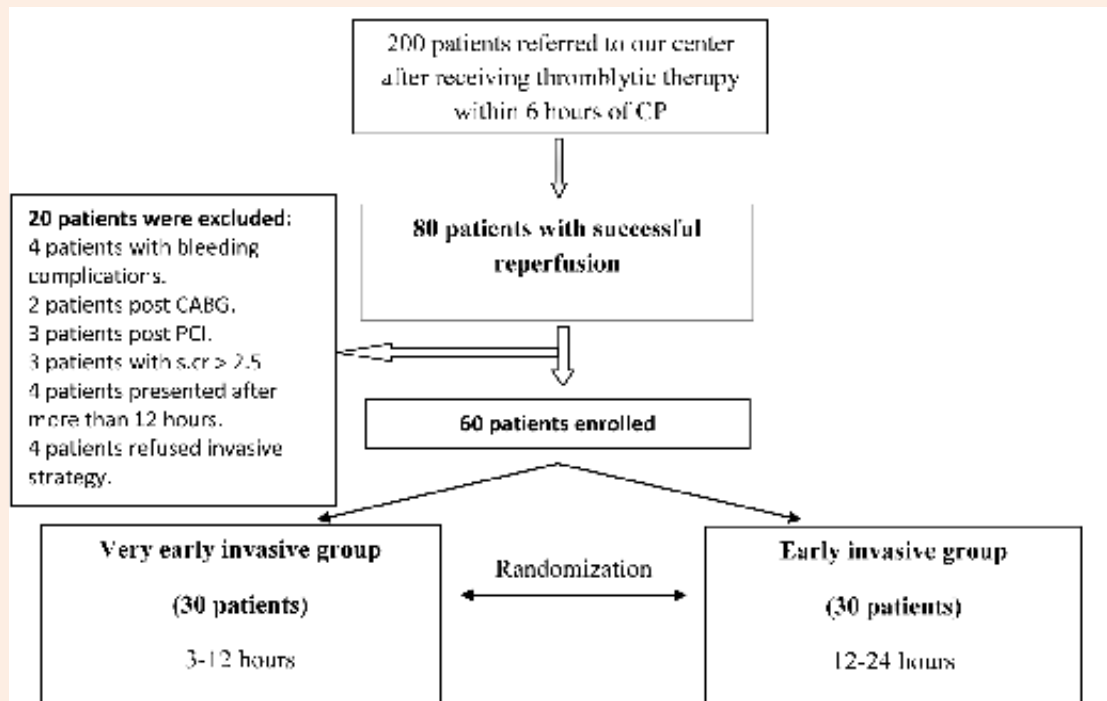 200 patients referred to our center
after receiving thromblytic therapy
within 6 hours of CP
80 patients with successful
reperfusion
20 patients were excluded:
4 patients with bleeding
complications.
2 patients post CABG.
3 patients post PCI.
3 patients with s.cr > 2.5
4 patients presented after
more than 12 hours.
4 patients refused invasive
strategy.
60 patients enrolled
Very early invasive group
(30 patients)
3-12 hours
Randomization
Early invasive group
(30 patients)
12-24 hours